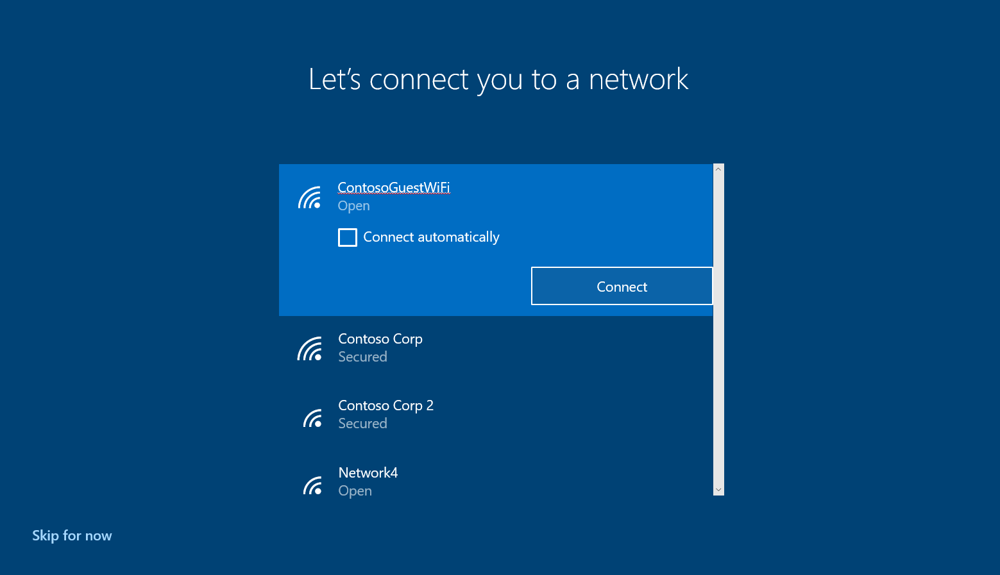 Let’s connect you to a network
ContosoGuestWiFi
Open
Connect automatically
Connect
Contoso Corp
Secured
Contoso Corp 2
Secured
Network4
Open
Skip for now